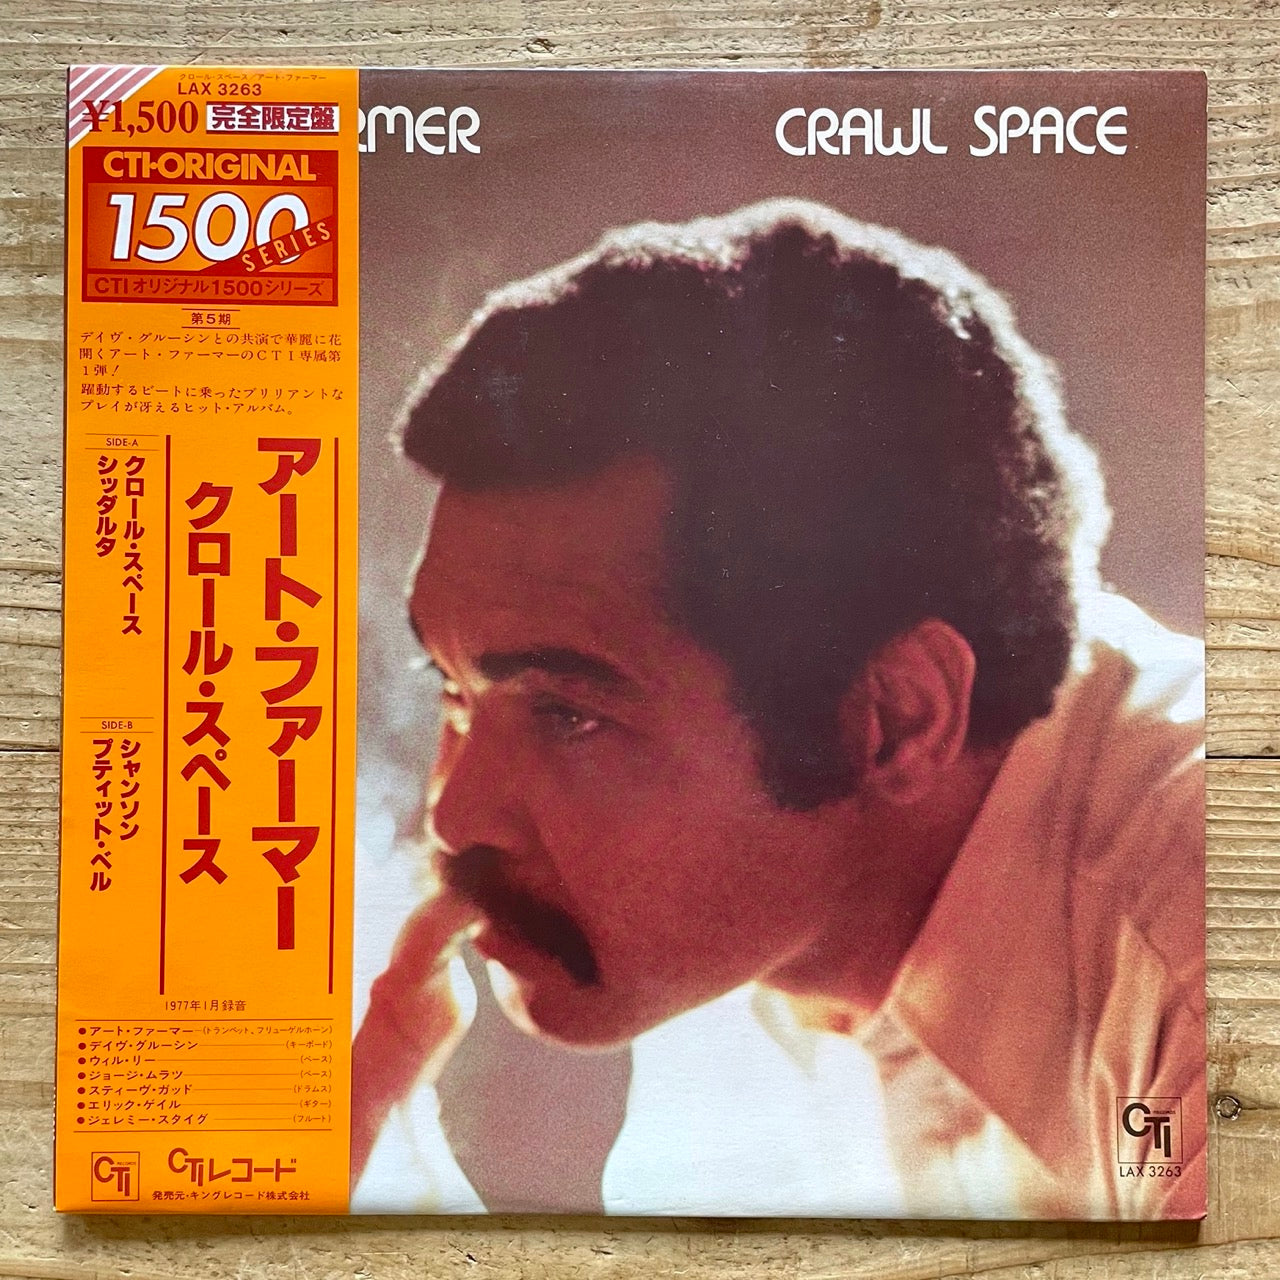 クロール・スペース/アート・ファーマー
LAX 3263
¥1,500 完全限定盤
CTI-ORIGINAL
1500
SERIES
CTIオリジナル1500シリーズ
第5期
デイヴ・グルーシンとの共演で華麗に花
開くアート・ファーマーのCTI専属第
1弾!
躍動するビートに乗ったブリリアントな
プレイが冴えるヒット・アルバム。
アート・ファーマー
クロール・スペース
SIDE-A
クロール・スペース
シッダルタ
SIDE-B
シャンソン
プティット・ベル
1977年1月録音
●アート・ファーマー(トランペット、フリューゲルホーン)
●デイヴ・グルーシン(キーボード)
●ウィル・リー(ベース)
●ジョージ・ムラツ(ベース)
●スティーヴ・ガッド(ドラムス)
●エリック・ゲイル(ギター)
●ジェレミー・スタイグ(フルート)
CTI RECORDS
CTIレコード
発売元・キングレコード株式会社
RMER
CRAWL SPACE
CTI RECORDS
LAX 3263